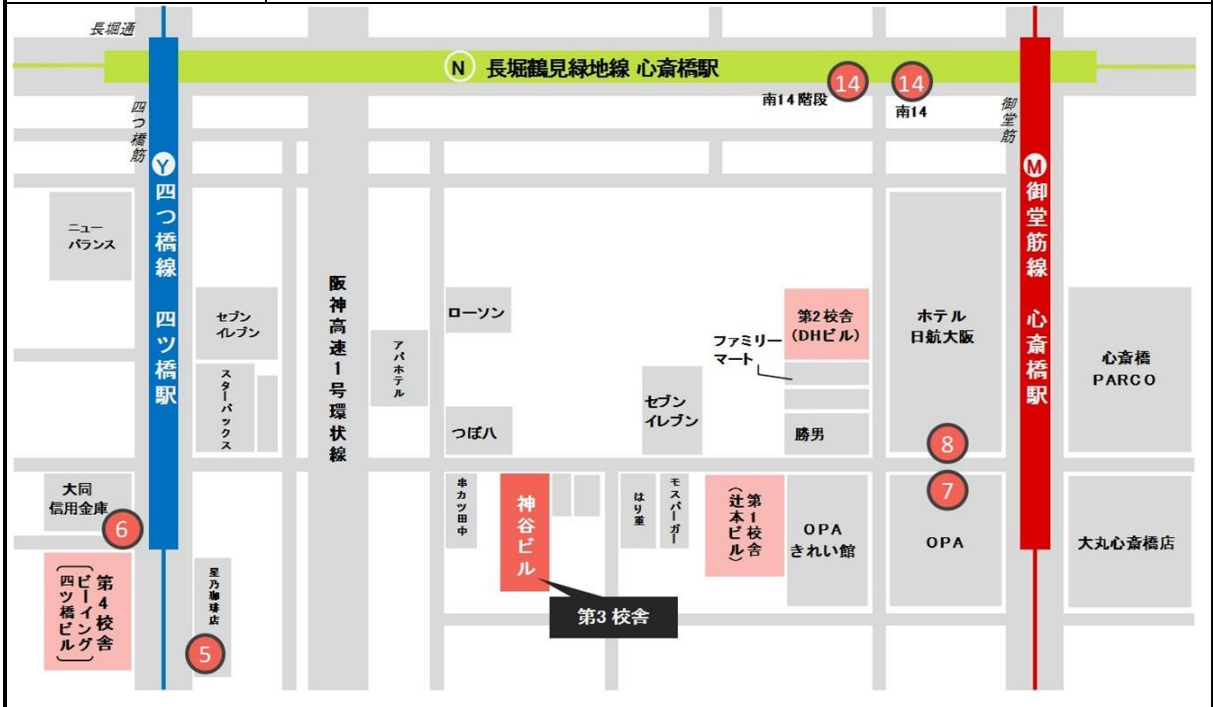 長堀通
N 長堀鶴見緑地線 心斎橋駅
14
14
南14階段
南14
四つ橋筋
御堂筋
Y 四つ橋線 四ツ橋駅
M 御堂筋線 心斎橋駅
ニュー
バランス
阪神高速1号環状線
セブン
イレブン
スターバックス
アパホテル
ローソン
つぼ八
ファミリー
マート
第2校舎
(DHビル)
セブン
イレブン
勝男
ホテル
日航大阪
心斎橋
PARCO
8
7
大同
信用金庫
6
串カツ田中
神谷ビル
はり重
モスバーガー
第1校舎
(辻本ビル)
OPA
きれい館
OPA
大丸心斎橋店
第4校舎
(ビーイング
四ツ橋ビル)
星乃珈琲店
5
第3校舎